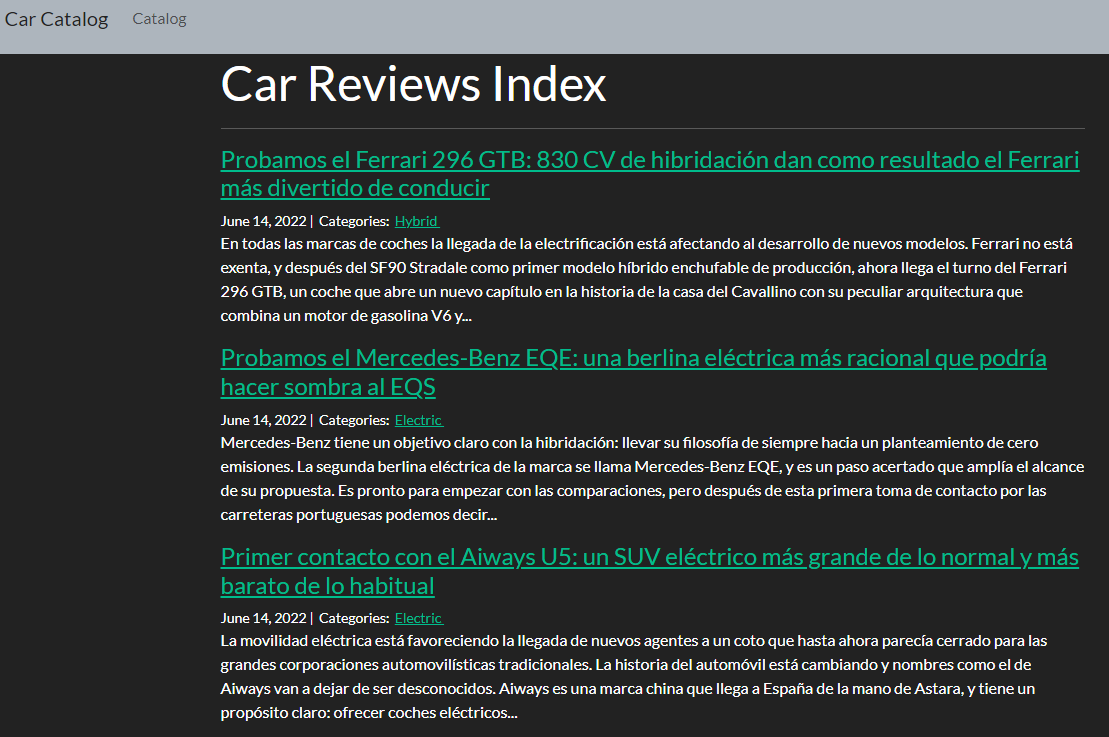 Car Catalog Catalog
Car Reviews Index
Probamos el Ferrari 296 GTB: 830 CV de hibridación dan como resultado el Ferrari
más divertido de conducir
June 14, 2022 | Categories: Hybrid
En todas las marcas de coches la llegada de la electrificación está afectando al desarrollo de nuevos modelos. Ferrari no está
exenta, y después del SF90 Stradale como primer modelo híbrido enchufable de producción, ahora llega el turno del Ferrari
296 GTB, un coche que abre un nuevo capítulo en la historia de la casa del Cavallino con su peculiar arquitectura que
combina un motor de gasolina V6 y...
Probamos el Mercedes-Benz EQE: una berlina eléctrica más racional que podría
hacer sombra al EQS
June 14, 2022 | Categories: Electric
Mercedes-Benz tiene un objetivo claro con la hibridación: llevar su filosofía de siempre hacia un planteamiento de cero
emisiones. La segunda berlina eléctrica de la marca se llama Mercedes-Benz EQE, y es un paso acertado que amplía el alcance
de su propuesta. Es pronto para empezar con las comparaciones, pero después de esta primera toma de contacto por las
carreteras portuguesas podemos decir...
Primer contacto con el Aiways U5: un SUV eléctrico más grande de lo normal y más
barato de lo habitual
June 14, 2022 | Categories: Electric
La movilidad eléctrica está favoreciendo la llegada de nuevos agentes a un coto que hasta ahora parecía cerrado para las
grandes corporaciones automovilísticas tradicionales. La historia del automóvil está cambiando y nombres como el de
Aiways van a dejar de ser desconocidos. Aiways es una marca china que llega a España de la mano de Astara, y tiene un
propósito claro: ofrecer coches eléctricos...